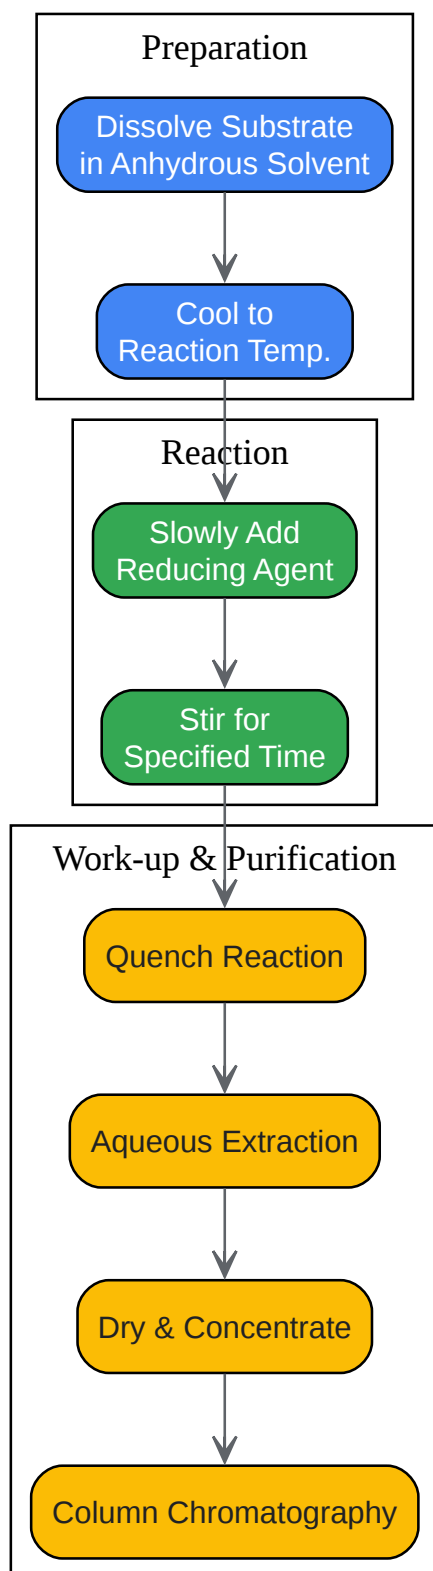 Preparation
Dissolve Substrate
in Anhydrous Solvent
Cool to
Reaction Temp.
Reaction
Slowly Add
Reducing Agent
Stir for
Specified Time
Work-up & Purification
Quench Reaction
Aqueous Extraction
Dry & Concentrate
Column Chromatography